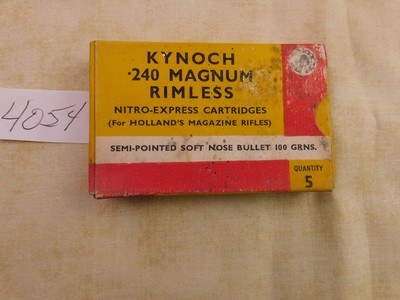 4054
KYNOCH
·240 MAGNUM
RIMLESS
NITRO-EXPRESS CARTRIDGES
(For HOLLAND'S MAGAZINE RIFLES)
SEMI-POINTED SOFT NOSE BULLET 100 GRNS.
QUANTITY
5